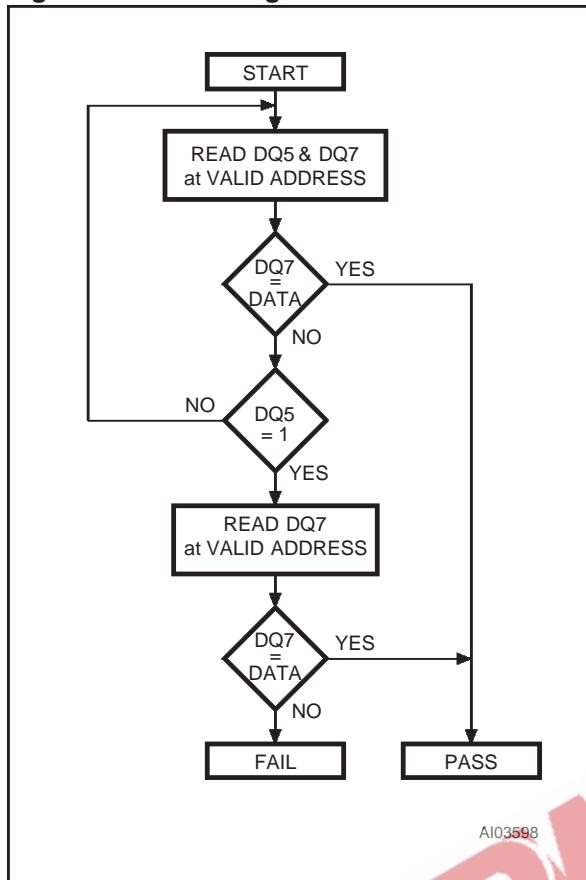 START
READ DQ5 & DQ7
at VALID ADDRESS
DQ7
=
DATA
YES
NO
DQ5
= 1
NO
YES
READ DQ7
at VALID ADDRESS
DQ7
=
DATA
YES
NO
FAIL
PASS
AI03598